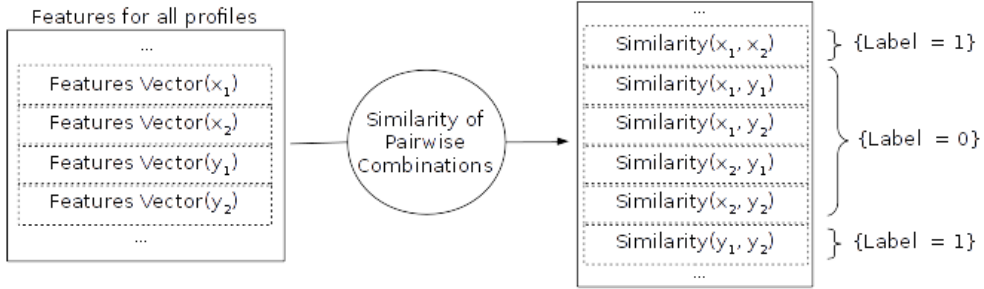 Features for all profiles
...
Features Vector(x₁)
Features Vector(x₂)
Features Vector(y₁)
Features Vector(y₂)
...
Similarity of
Pairwise
Combinations
...
Similarity(x₁, x₂)
Similarity(x₁, y₁)
Similarity(x₁, y₂)
Similarity(x₂, y₁)
Similarity(x₂, y₂)
Similarity(y₁, y₂)
...
{Label = 1}
{Label = 0}
{Label = 1}